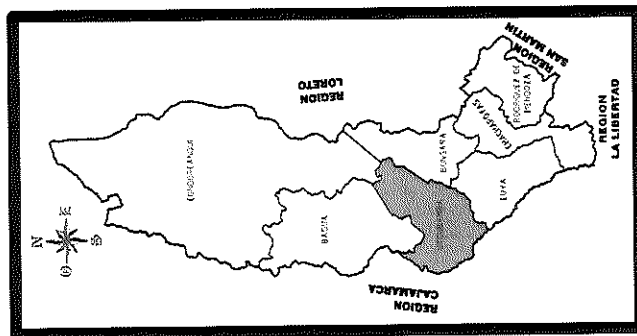 N
O E
S
CONDORCANQUI
REGION
LORETO
BAGUA
REGION
CAJAMARCA
BONGARA
LUYA
CHACHAPOYAS
RODRIGUEZ DE
MENDOZA
REGION
SAN MARTIN
REGION
LA LIBERTAD